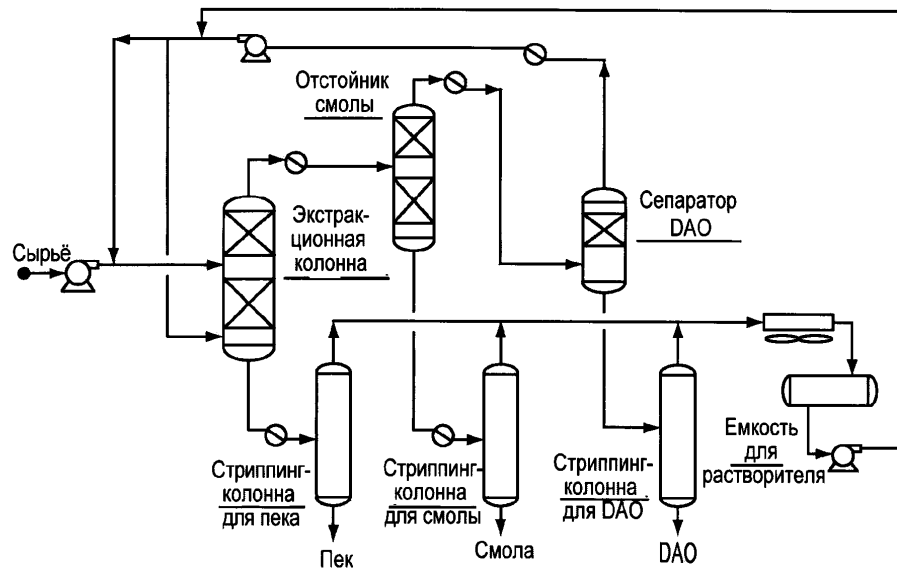 Отстойник
смолы
Сепаратор
DAO
Экстрак-
ционная
колонна
Сырьё
Емкость
для
растворителя
Стриппинг-
колонна
для пека
Стриппинг-
колонна
для смолы
Стриппинг-
колонна
для DAO
Пек
Смола
DAO